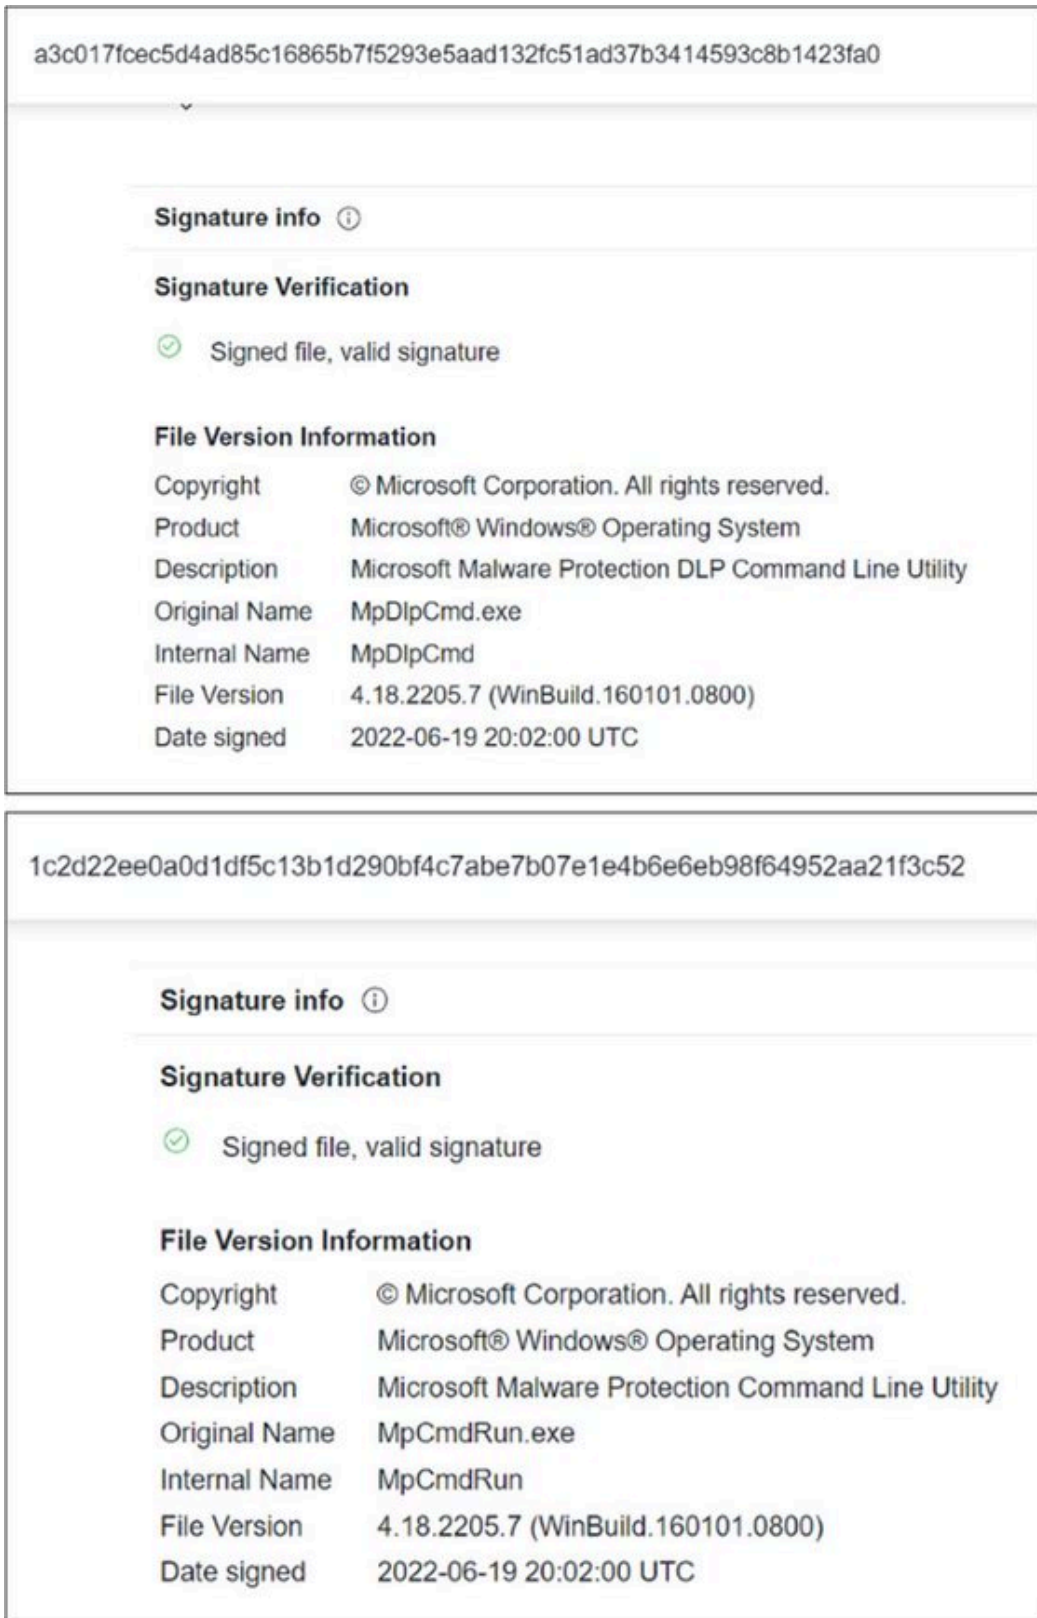 a3c017fcec5d4ad85c16865b7f5293e5aad132fc51ad37b3414593c8b1423fa0
Signature info
Signature Verification
Signed file, valid signature
File Version Information
Copyright © Microsoft Corporation. All rights reserved.
Product Microsoft® Windows® Operating System
Description Microsoft Malware Protection DLP Command Line Utility
Original Name MpDlpCmd.exe
Internal Name MpDlpCmd
File Version 4.18.2205.7 (WinBuild.160101.0800)
Date signed 2022-06-19 20:02:00 UTC
1c2d22ee0a0d1df5c13b1d290bf4c7abe7b07e1e4b6e6eb98f64952aa21f3c52
Signature info
Signature Verification
Signed file, valid signature
File Version Information
Copyright © Microsoft Corporation. All rights reserved.
Product Microsoft® Windows® Operating System
Description Microsoft Malware Protection Command Line Utility
Original Name MpCmdRun.exe
Internal Name MpCmdRun
File Version 4.18.2205.7 (WinBuild.160101.0800)
Date signed 2022-06-19 20:02:00 UTC